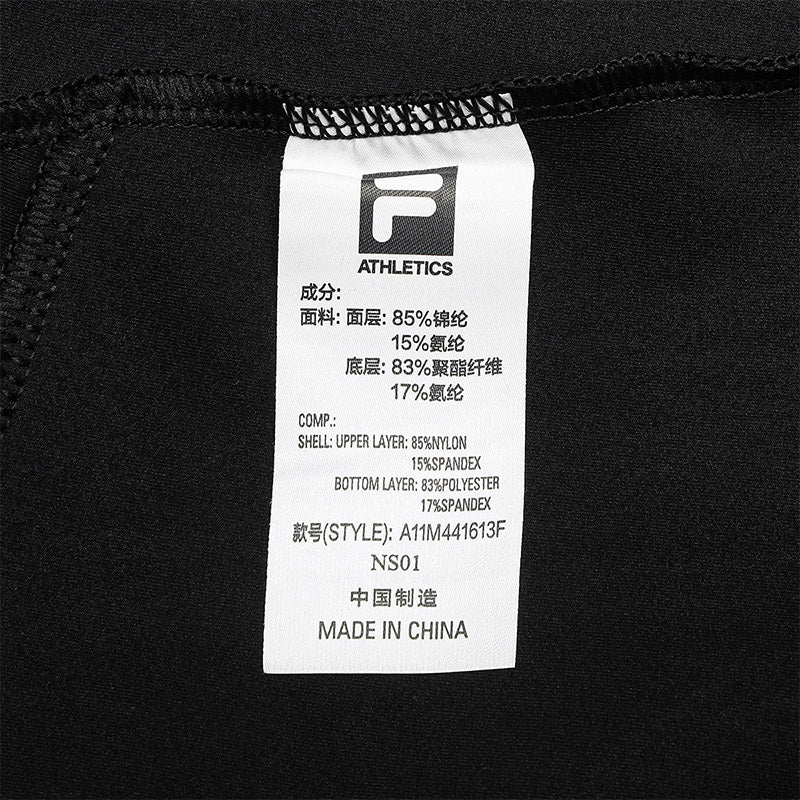 F
ATHLETICS
成分:
面料: 面层: 85%锦纶
15%氨纶
底层: 83%聚酯纤维
17%氨纶
COMP.:
SHELL: UPPER LAYER: 85%NYLON
15%SPANDEX
BOTTOM LAYER: 83%POLYESTER
17%SPANDEX
款号(STYLE): A11M441613F
NS01
中国制造
MADE IN CHINA